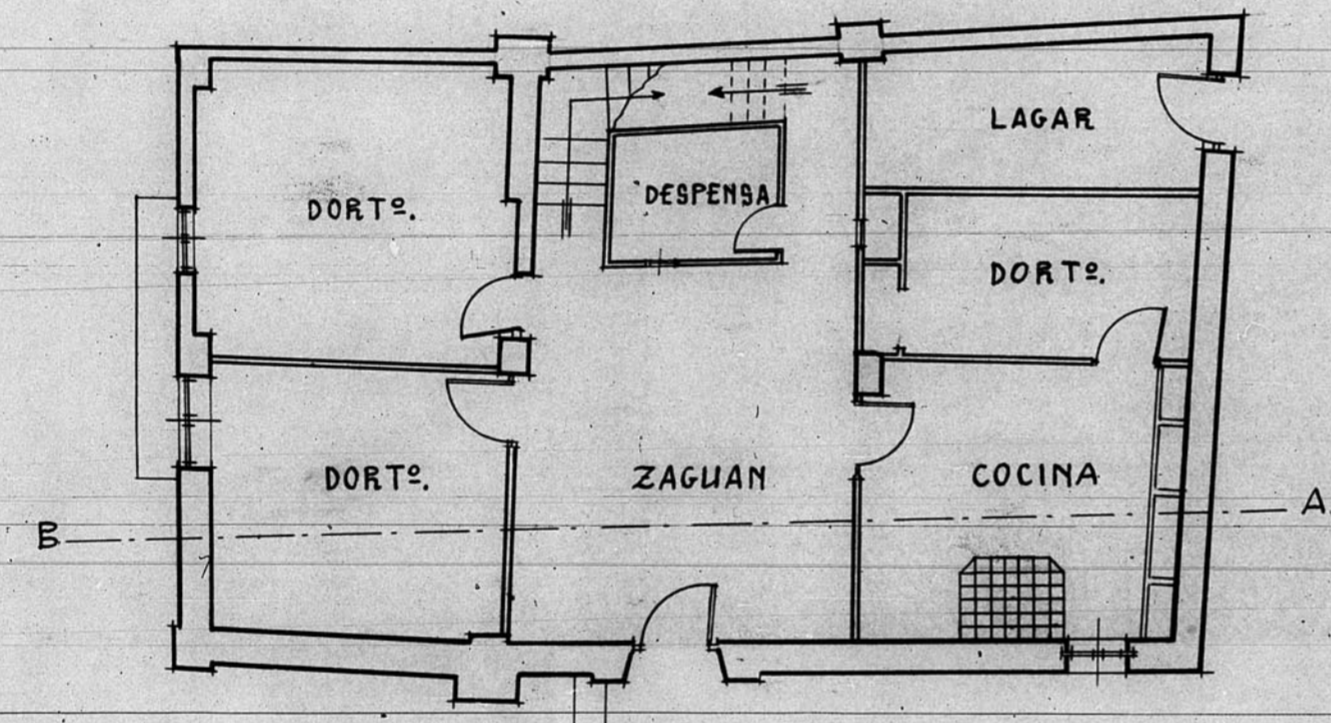 LAGAR
DESPENSA
DORTº.
DORTº.
DORTº.
ZAGUAN
COCINA
B
A